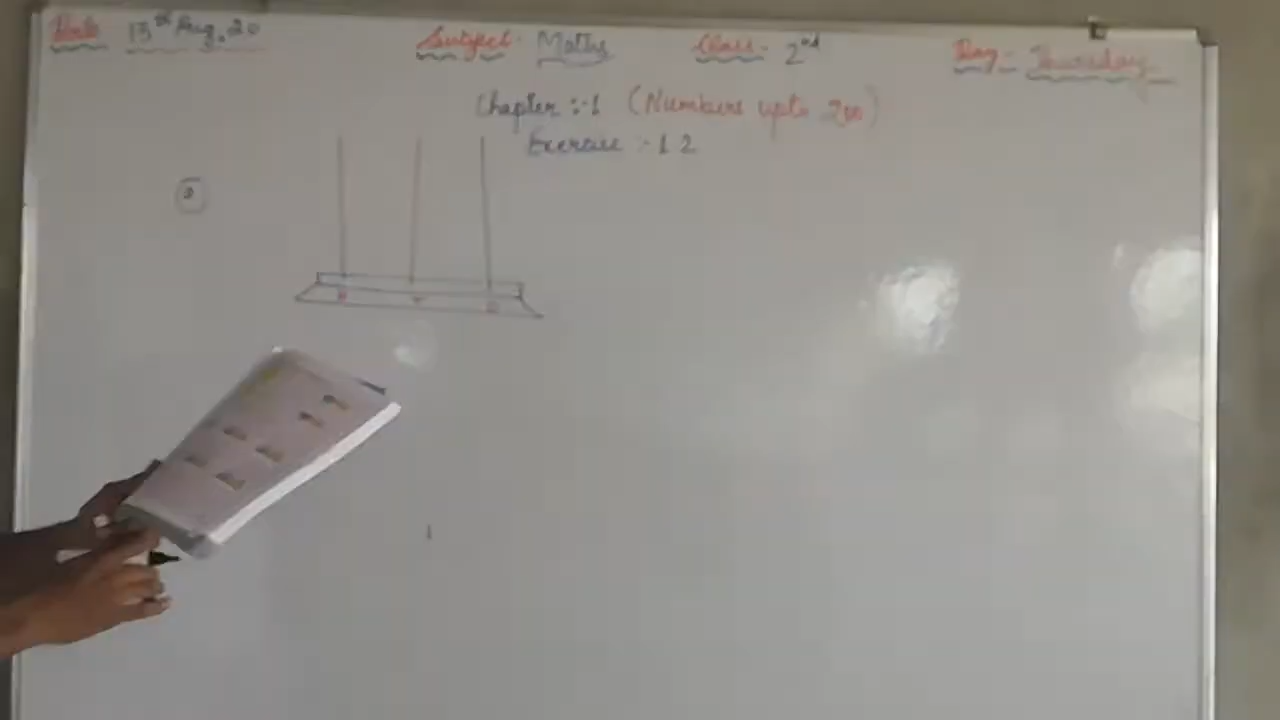 Date 13th Aug, 20 Subject- Maths Class- 2nd Day:- Thursday
Chapter :- 1 (Numbers upto 200)
Exercise :- 1.2